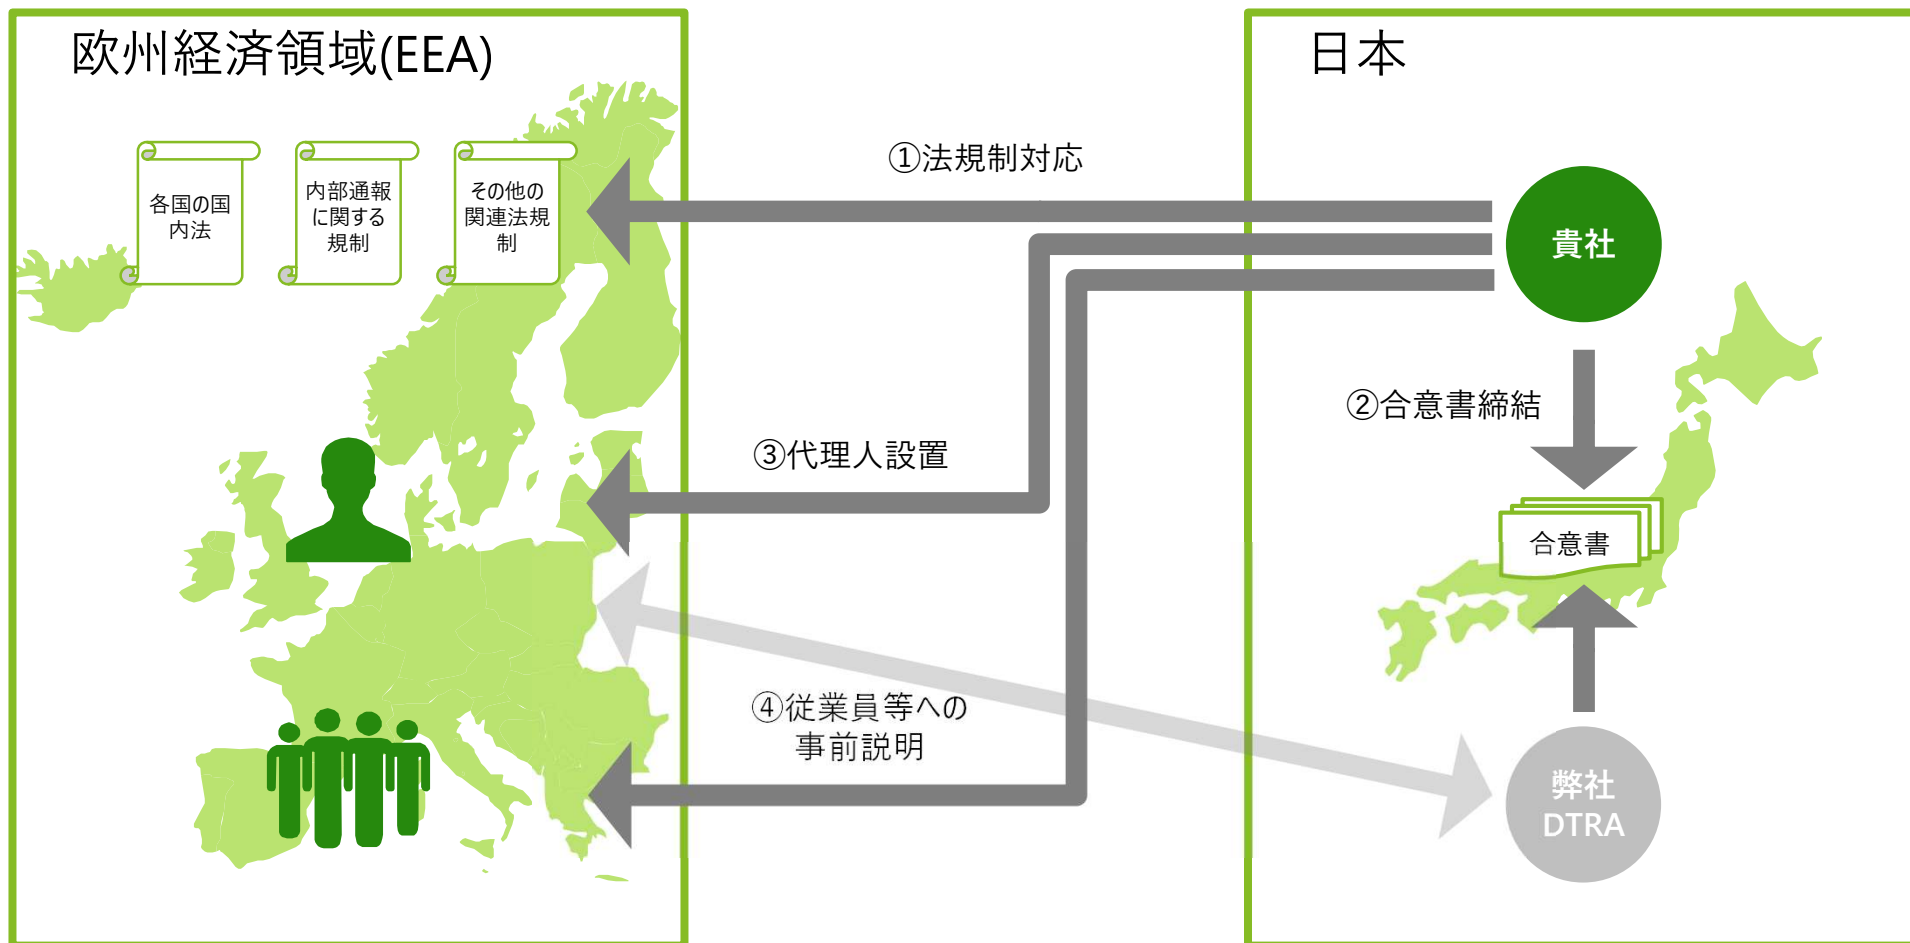 欧州経済領域(EEA)
各国の国
内法
内部通報
に関する
規制
その他の
関連法規
制
①法規制対応
③代理人設置
④従業員等への
事前説明
日本
貴社
②合意書締結
合意書
弊社
DTRA